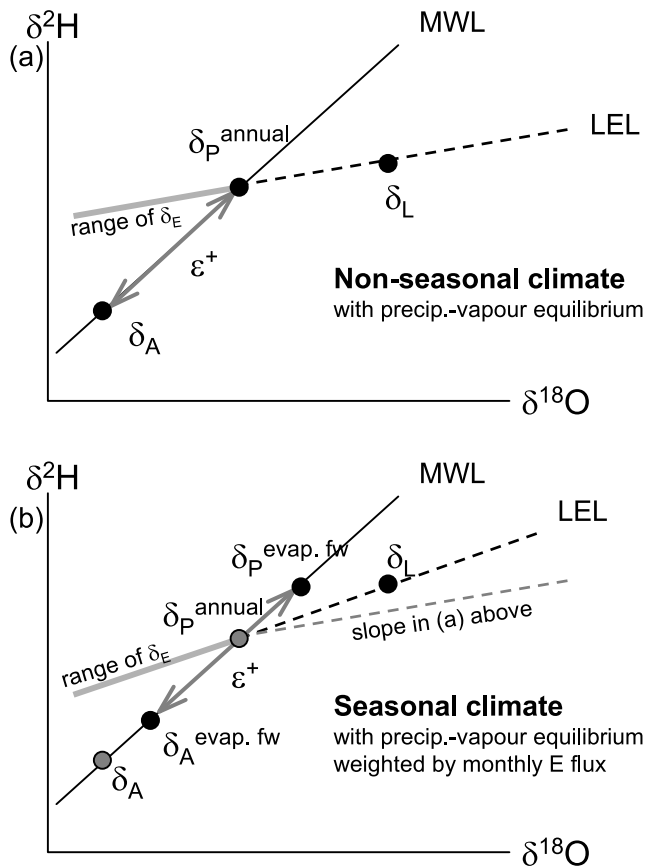 δ²H
MWL
(a)
δP annual
LEL
range of δE
δL
ε⁺
Non-seasonal climate
with precip.-vapour equilibrium
δA
δ¹⁸O
δ²H
MWL
(b)
LEL
δP evap. fw
δL
δP annual
slope in (a) above
range of δE
ε⁺
Seasonal climate
with precip.-vapour equilibrium
weighted by monthly E flux
δA evap. fw
δA
δ¹⁸O